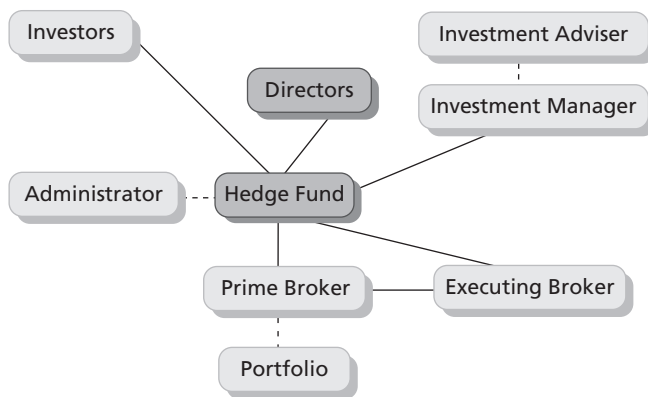 Investors
Investment Adviser
Directors
Investment Manager
Administrator
Hedge Fund
Prime Broker
Executing Broker
Portfolio